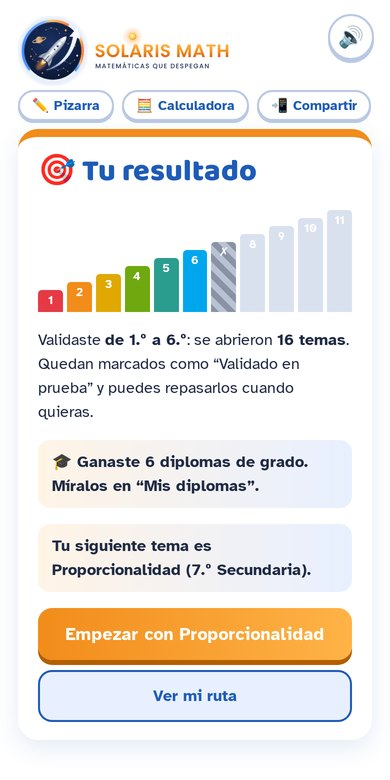 SOLARIS MATH
MATEMÁTICAS QUE DESPEGAN
Pizarra
Calculadora
Compartir
Tu resultado
1
2
3
4
5
6
8
9
10
11
Validaste de 1.º a 6.º: se abrieron 16 temas.
Quedan marcados como “Validado en
prueba” y puedes repasarlos cuando
quieras.
Ganaste 6 diplomas de grado.
Míralos en “Mis diplomas”.
Tu siguiente tema es
Proporcionalidad (7.º Secundaria).
Empezar con Proporcionalidad
Ver mi ruta